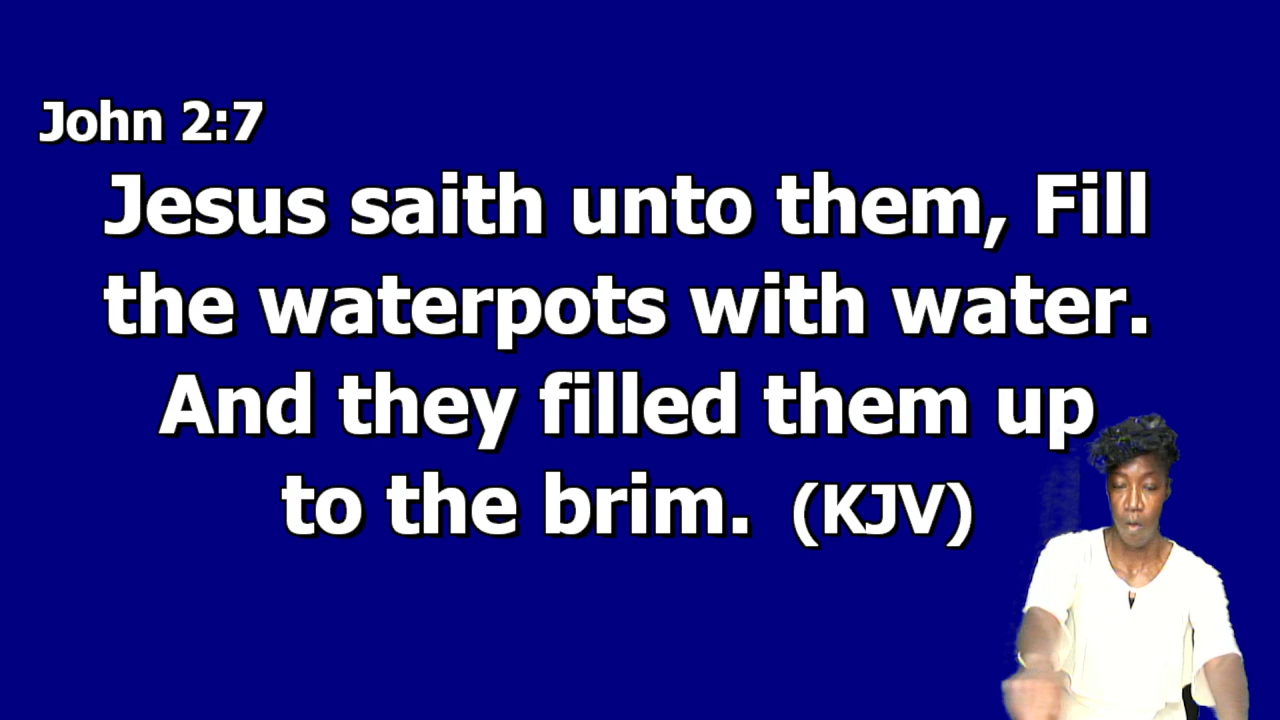 John 2:7
Jesus saith unto them, Fill
the waterpots with water.
And they filled them up
to the brim. (KJV)